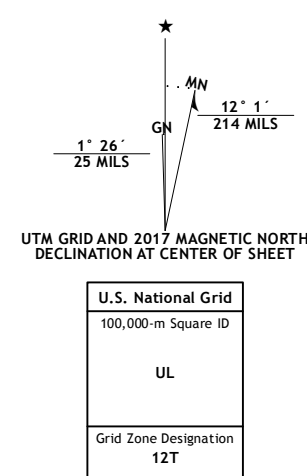 ★
MN
GN
12° 1´
214 MILS
1° 26´
25 MILS
UTM GRID AND 2017 MAGNETIC NORTH
DECLINATION AT CENTER OF SHEET
U.S. National Grid
100,000-m Square ID
UL
Grid Zone Designation
12T